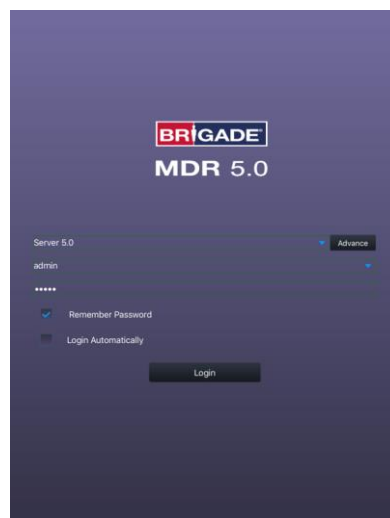 BRIGADE
MDR 5.0
Server 5.0 Advance
admin
•••••
Remember Password
Login Automatically
Login